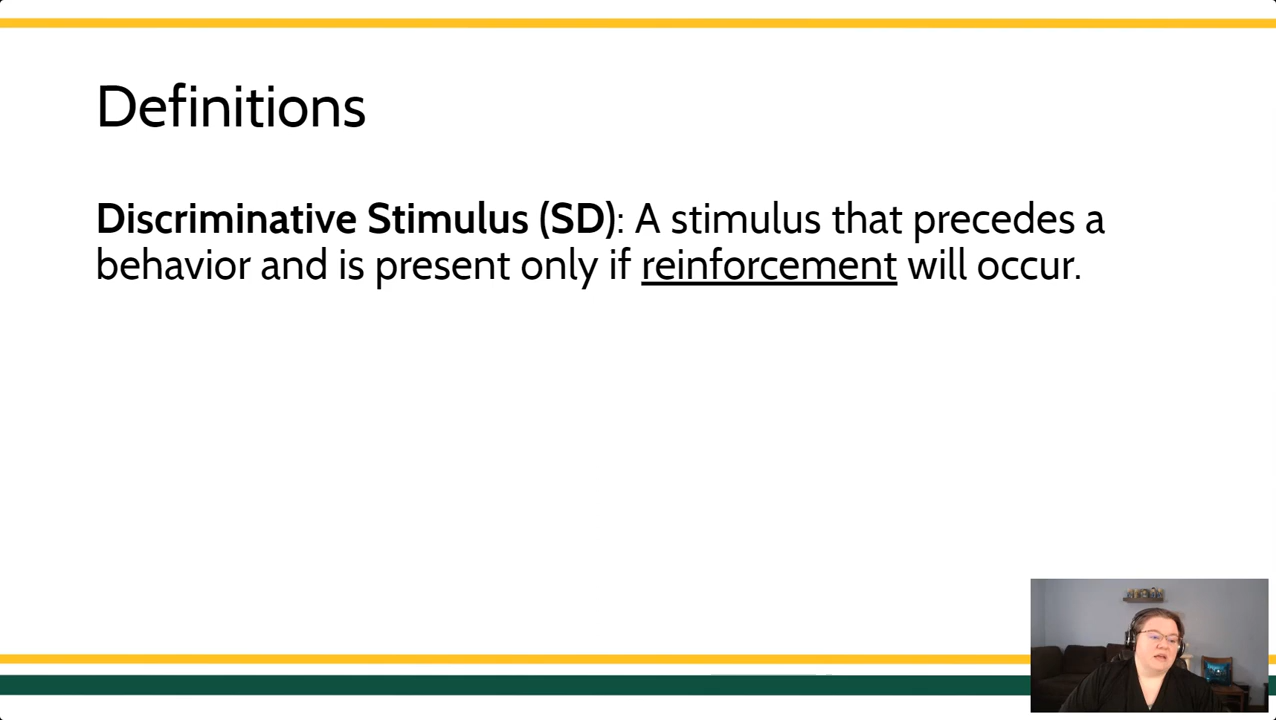 Definitions
Discriminative Stimulus (SD): A stimulus that precedes a
behavior and is present only if reinforcement will occur.